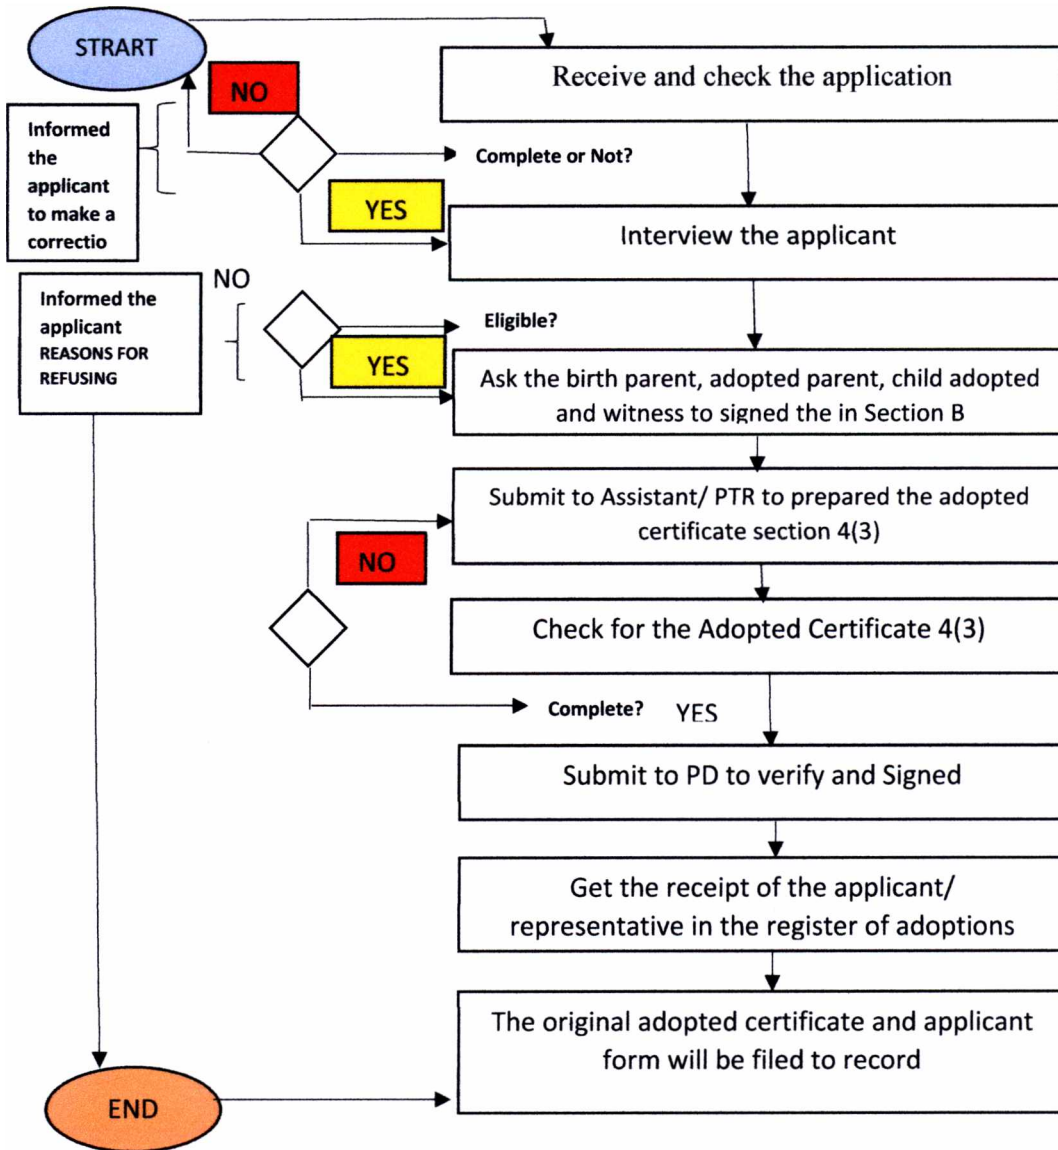 STRART
Receive and check the application
NO
Informed
the
applicant
to make a
correctio
Complete or Not?
YES
Interview the applicant
NO
Informed the
applicant
REASONS FOR
REFUSING
Eligible?
YES
Ask the birth parent, adopted parent, child adopted
and witness to signed the in Section B
Submit to Assistant/ PTR to prepared the adopted
certificate section 4(3)
NO
Check for the Adopted Certificate 4(3)
Complete? YES
Submit to PD to verify and Signed
Get the receipt of the applicant/
representative in the register of adoptions
The original adopted certificate and applicant
form will be filed to record
END